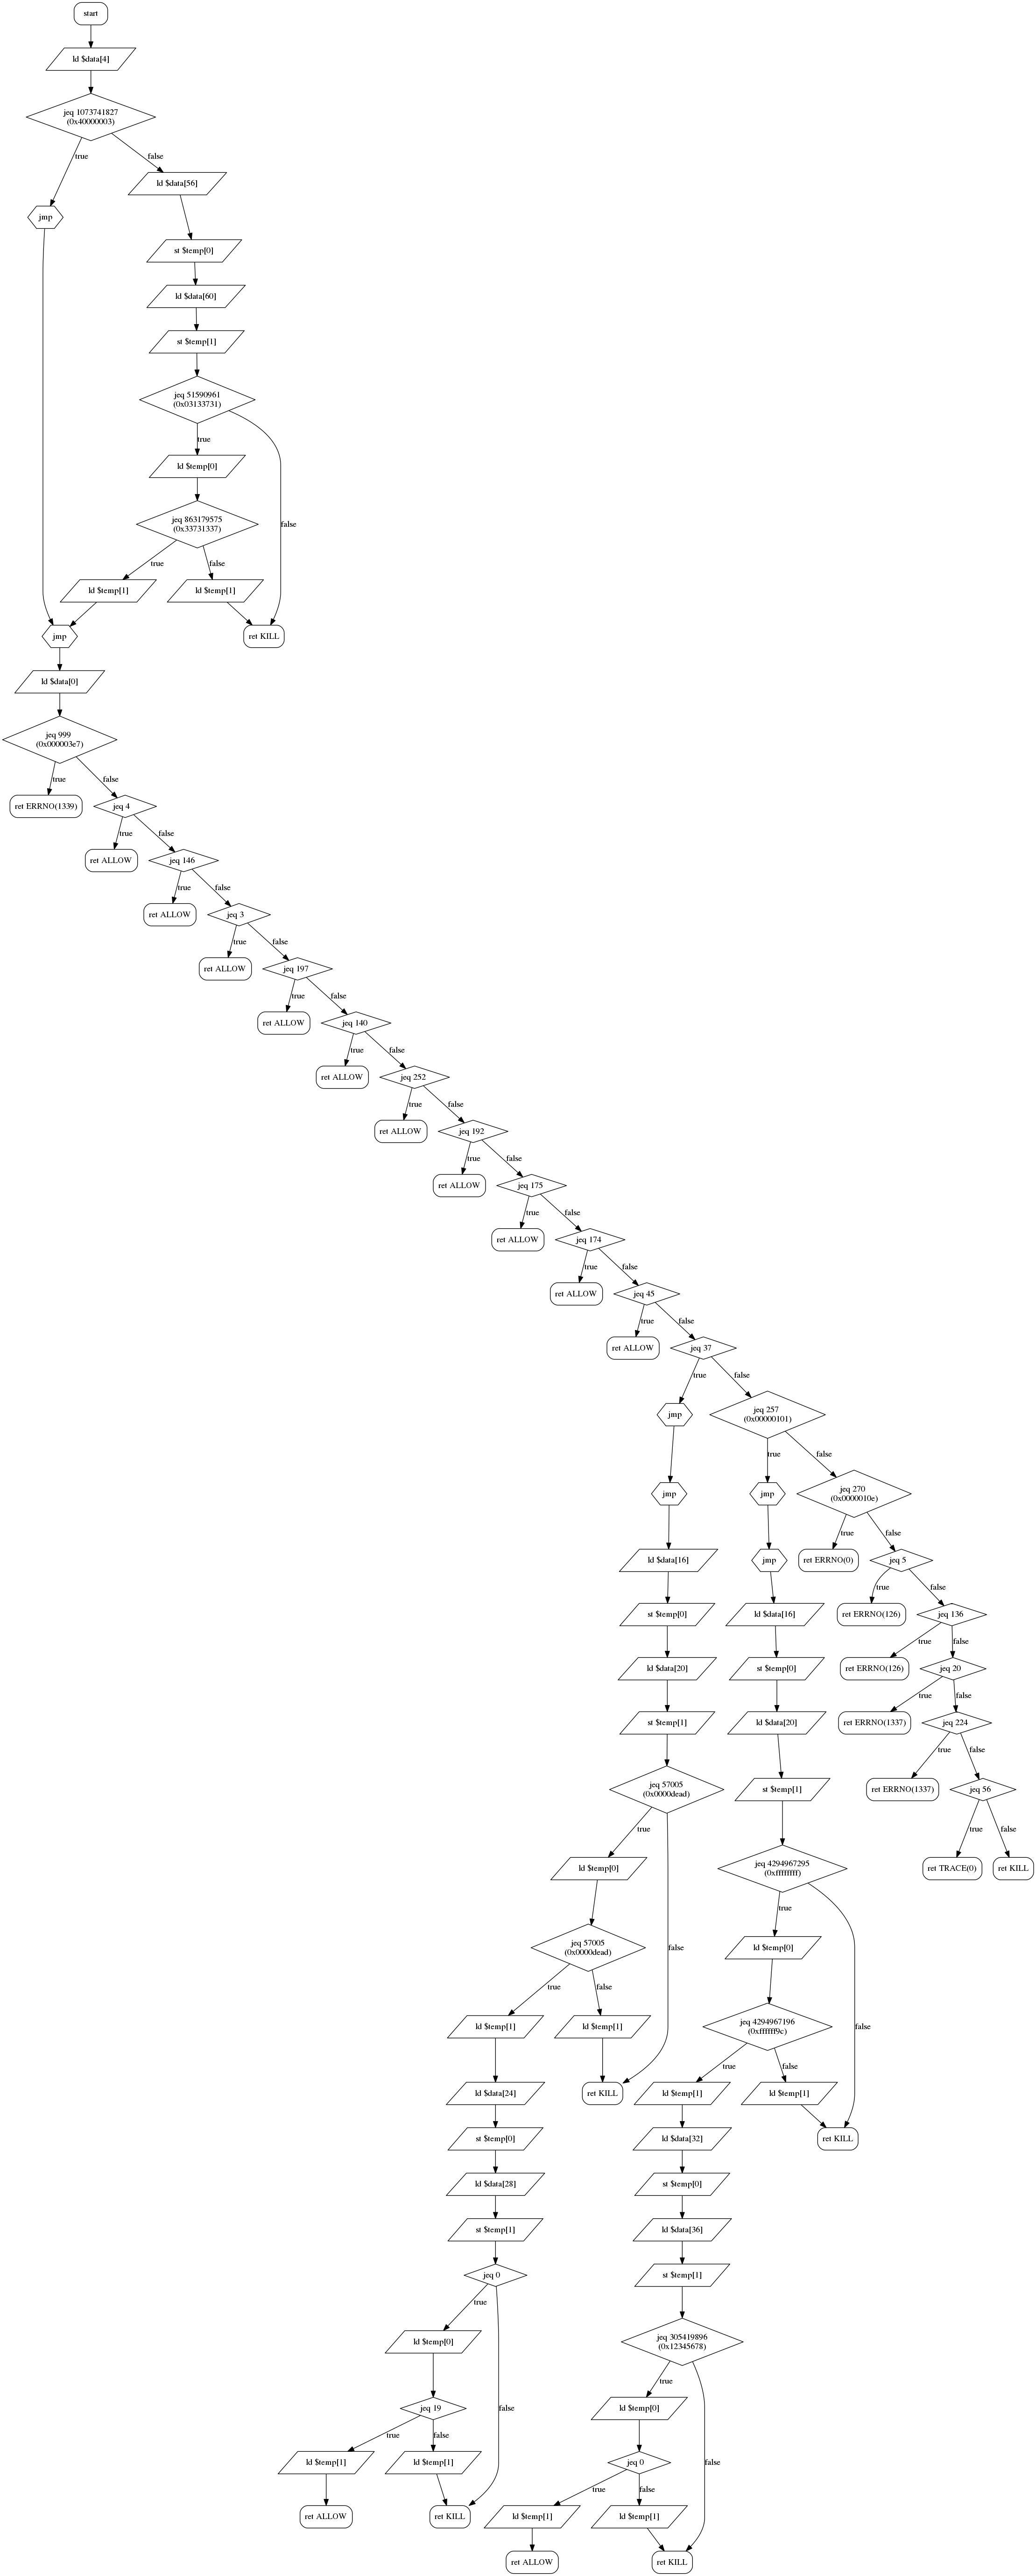 start
ld $data[4]
jeq 1073741827
(0x40000003)
true
false
ld $data[56]
jmp
st $temp[0]
ld $data[60]
st $temp[1]
jeq 51590961
(0x03133731)
true
ld $temp[0]
jeq 863179575
(0x33731337)
false
true
false
ld $temp[1]
ld $temp[1]
jmp
ret KILL
ld $data[0]
jeq 999
(0x000003e7)
true
false
ret ERRNO(1339)
jeq 4
true
false
ret ALLOW
jeq 146
true
false
ret ALLOW
jeq 3
true
false
ret ALLOW
jeq 197
true
false
ret ALLOW
jeq 140
true
false
ret ALLOW
jeq 252
true
false
ret ALLOW
jeq 192
true
false
ret ALLOW
jeq 175
true
false
ret ALLOW
jeq 174
true
false
ret ALLOW
jeq 45
true
false
ret ALLOW
jeq 37
true
false
jmp
jeq 257
(0x00000101)
true
false
jmp
jmp
jeq 270
(0x0000010e)
true
false
ld $data[16]
jmp
ret ERRNO(0)
jeq 5
true
false
st $temp[0]
ld $data[16]
ret ERRNO(126)
jeq 136
true
false
ld $data[20]
st $temp[0]
ret ERRNO(126)
jeq 20
true
false
st $temp[1]
ld $data[20]
ret ERRNO(1337)
jeq 224
true
false
jeq 57005
(0x0000dead)
st $temp[1]
ret ERRNO(1337)
jeq 56
true
true
false
ld $temp[0]
jeq 4294967295
(0xffffffff)
ret TRACE(0)
ret KILL
true
jeq 57005
(0x0000dead)
false
ld $temp[0]
true
false
ld $temp[1]
ld $temp[1]
jeq 4294967196
(0xffffff9c)
false
true
false
ld $data[24]
ret KILL
ld $temp[1]
ld $temp[1]
st $temp[0]
ld $data[32]
ret KILL
ld $data[28]
st $temp[0]
st $temp[1]
ld $data[36]
jeq 0
st $temp[1]
true
ld $temp[0]
jeq 305419896
(0x12345678)
true
jeq 19
false
ld $temp[0]
true
false
ld $temp[1]
ld $temp[1]
jeq 0
false
true
false
ret ALLOW
ret KILL
ld $temp[1]
ld $temp[1]
ret ALLOW
ret KILL